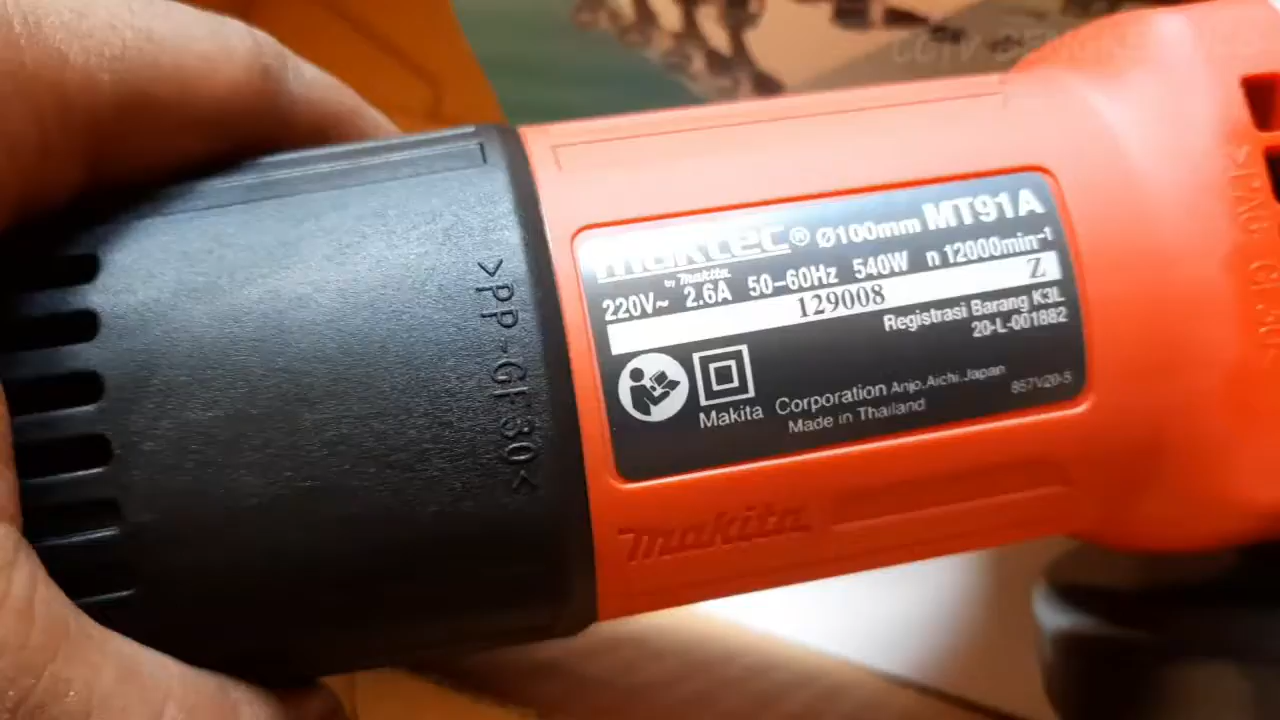 maktec® Ø100mm MT91A
by Makita
220V~ 2.6A 50-60Hz 540W n 12000min⁻¹
129008 Z
Registrasi Barang K3L
20-L-001882
Makita Corporation Anjo,Aichi,Japan
Made in Thailand
857V20-5
makita
>PP-GF30<